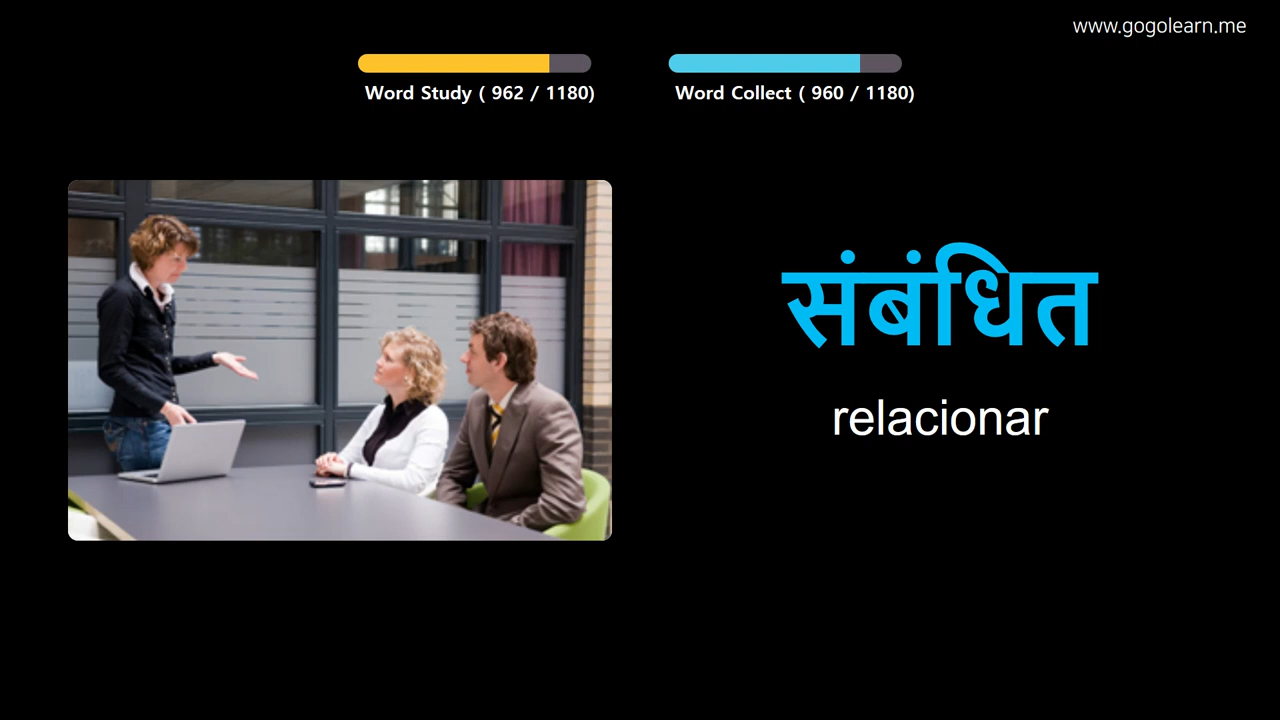 www.gogolearn.me
Word Study ( 962 / 1180)
Word Collect ( 960 / 1180)
संबंधित
relacionar